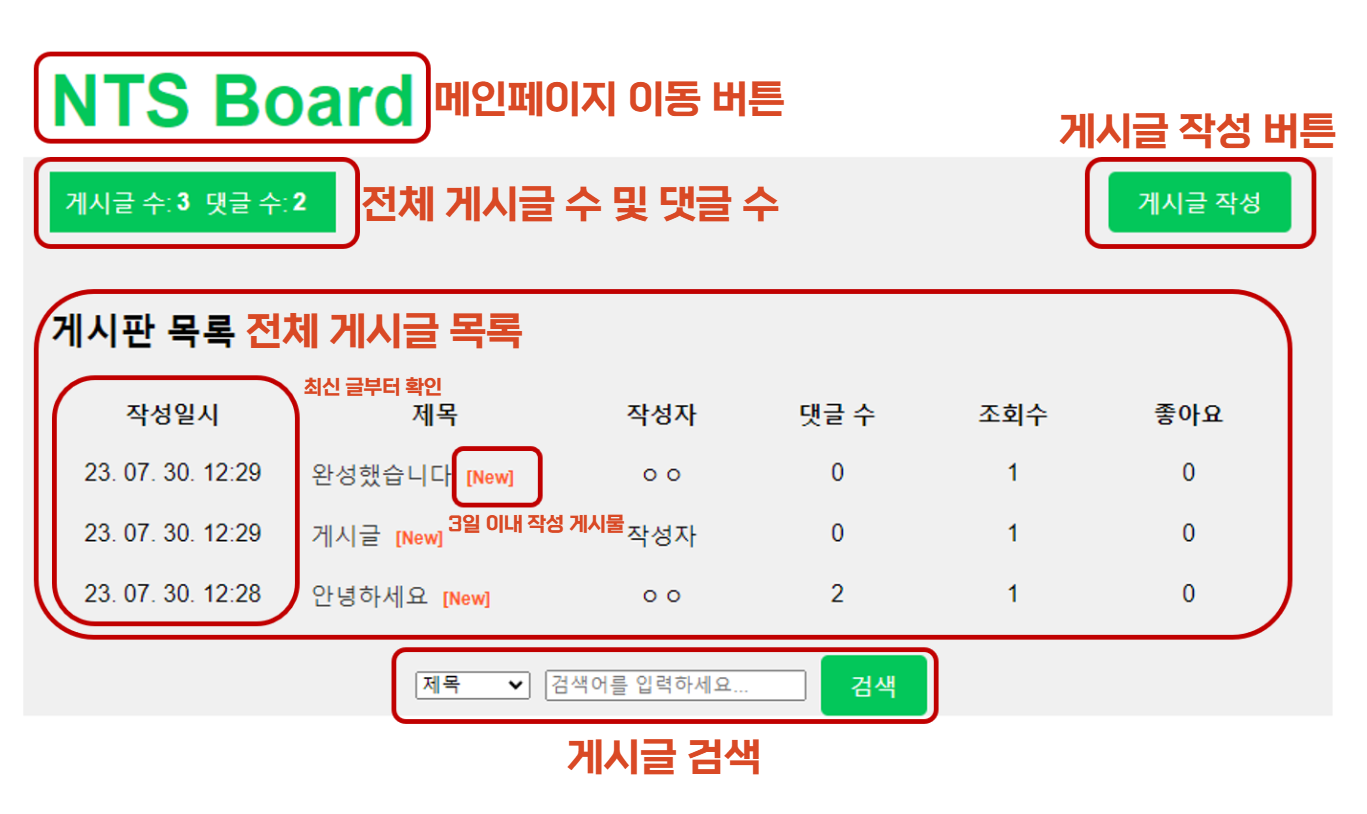 NTS Board 메인페이지 이동 버튼
게시글 작성 버튼
게시글 수: 3 댓글 수: 2 전체 게시글 수 및 댓글 수 게시글 작성
게시판 목록 전체 게시글 목록
최신 글부터 확인
작성일시 제목 작성자 댓글 수 조회수 좋아요
23. 07. 30. 12:29 완성했습니다 [New] ㅇㅇ 0 1 0
3일 이내 작성 게시물
23. 07. 30. 12:29 게시글 [New] 작성자 0 1 0
23. 07. 30. 12:28 안녕하세요 [New] ㅇㅇ 2 1 0
제목 검색어를 입력하세요... 검색
게시글 검색